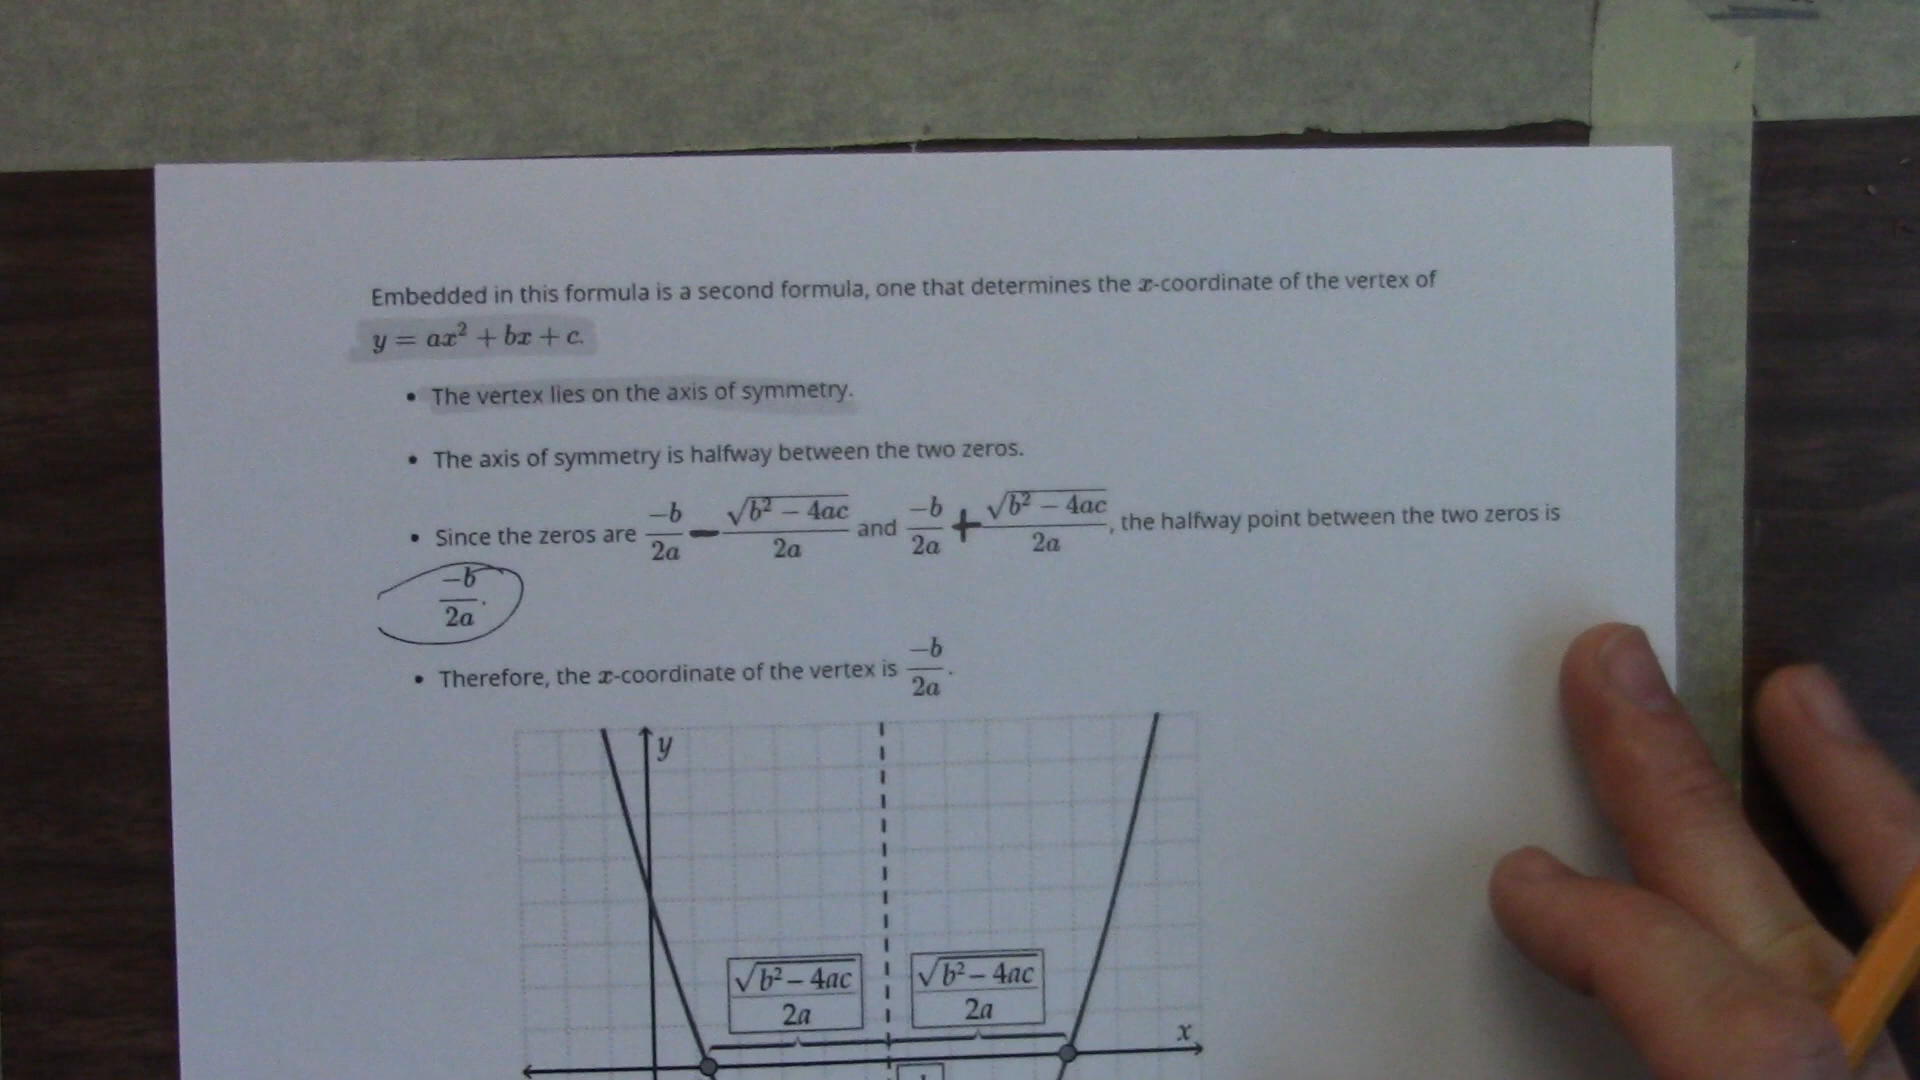 Embedded in this formula is a second formula, one that determines the x-coordinate of the vertex of
y = ax² + bx + c.
• The vertex lies on the axis of symmetry.
• The axis of symmetry is halfway between the two zeros.
• Since the zeros are -b/2a − √(b² − 4ac)/2a and -b/2a + √(b² − 4ac)/2a, the halfway point between the two zeros is
-b/2a.
• Therefore, the x-coordinate of the vertex is -b/2a.
y
√(b² − 4ac)/2a √(b² − 4ac)/2a
x